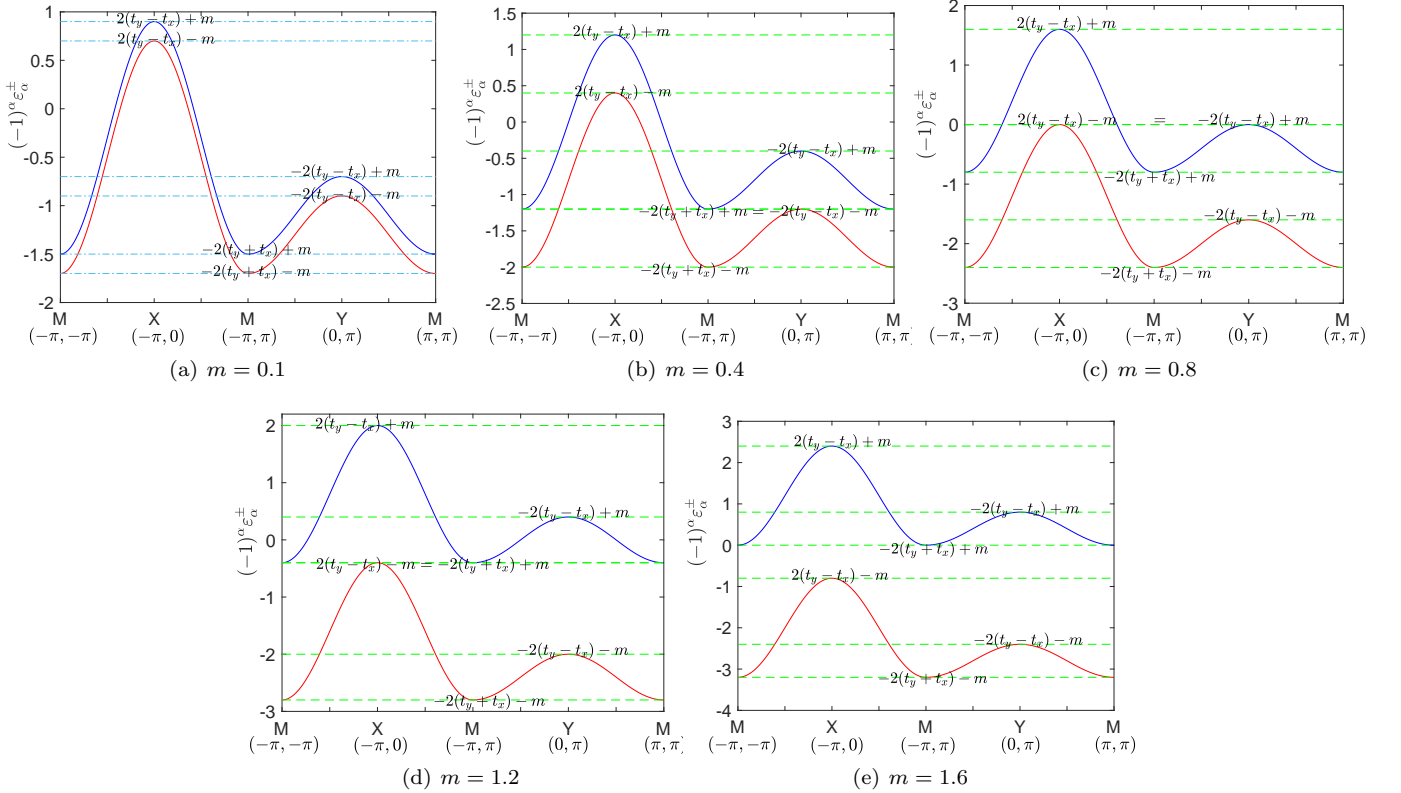 1
0.5
0
-0.5
-1
-1.5
-2
(−1)^α ε_α^±
2(t_y − t_x) + m
2(t_y − t_x) − m
−2(t_y − t_x) + m
−2(t_y − t_x) − m
−2(t_y + t_x) + m
−2(t_y + t_x) − m
M X M Y M
(−π, −π) (−π, 0) (−π, π) (0, π) (π, π)
(a) m = 0.1
1.5
1
0.5
0
-0.5
-1
-1.5
-2
-2.5
(−1)^α ε_α^±
2(t_y − t_x) + m
2(t_y − t_x) − m
−2(t_y − t_x) + m
−2(t_y + t_x) + m = −2(t_y − t_x) − m
−2(t_y + t_x) − m
M X M Y M
(−π, −π) (−π, 0) (−π, π) (0, π) (π, π)
(b) m = 0.4
2
1
0
-1
-2
-3
(−1)^α ε_α^±
2(t_y − t_x) + m
2(t_y − t_x) − m = −2(t_y − t_x) + m
−2(t_y + t_x) + m
−2(t_y − t_x) − m
−2(t_y + t_x) − m
M X M Y M
(−π, −π) (−π, 0) (−π, π) (0, π) (π, π)
(c) m = 0.8
2
1
0
-1
-2
-3
(−1)^α ε_α^±
2(t_y − t_x) + m
−2(t_y − t_x) + m
2(t_y − t_x) − m = −2(t_y + t_x) + m
−2(t_y − t_x) − m
−2(t_y + t_x) − m
M X M Y M
(−π, −π) (−π, 0) (−π, π) (0, π) (π, π)
(d) m = 1.2
3
2
1
0
-1
-2
-3
-4
(−1)^α ε_α^±
2(t_y − t_x) + m
−2(t_y − t_x) + m
−2(t_y + t_x) + m
2(t_y − t_x) − m
−2(t_y − t_x) − m
−2(t_y + t_x) − m
M X M Y M
(−π, −π) (−π, 0) (−π, π) (0, π) (π, π)
(e) m = 1.6